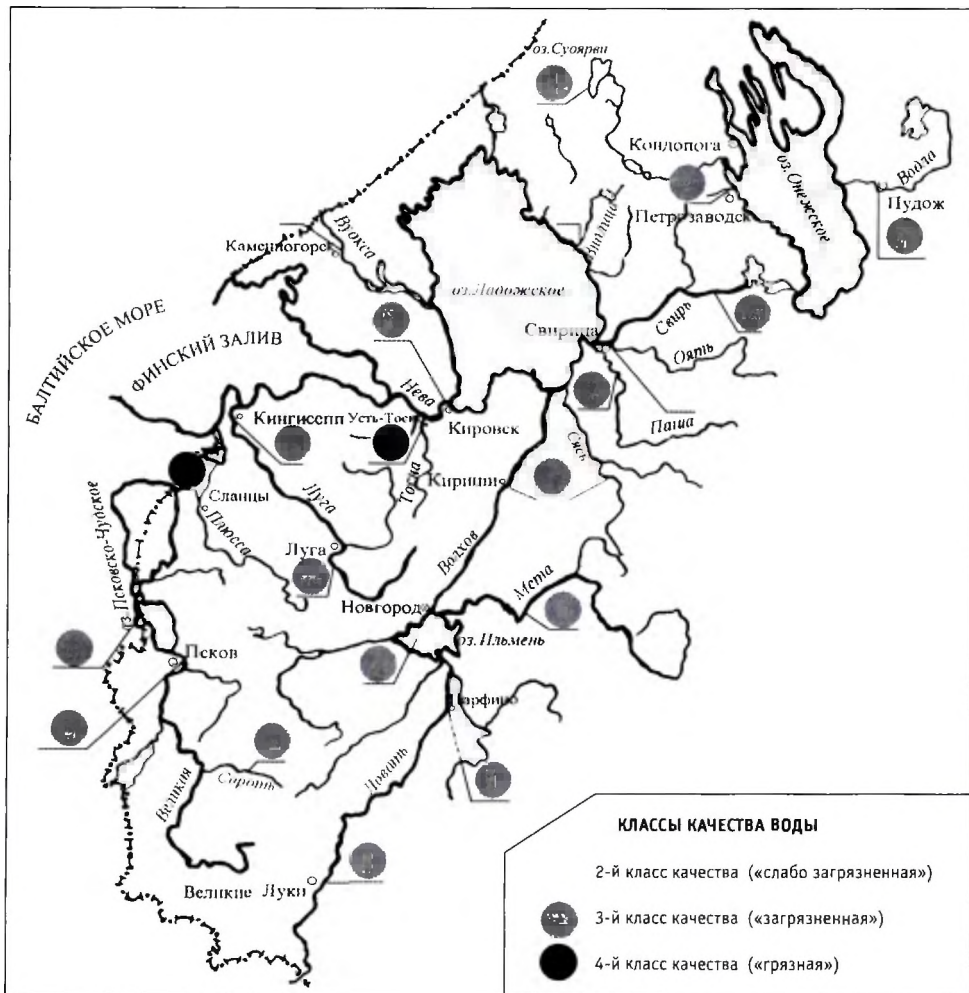 оз.Суоярви
Кондопога
оз.Онежское
Водла
Пудож
Петрозаводск
Видлица
Вуокса
Каменногорск
оз.Ладожское
Свирица
Свирь
Оять
Паша
БАЛТИЙСКОЕ МОРЕ
ФИНСКИЙ ЗАЛИВ
Нева
Кингисепп
Кировск
Сясь
Тосна
Кириши
Луга
Сланцы
Плюсса
Волхов
Луга
Мста
Новгород
оз.Ильмень
Псков
Парфино
Ловать
Сороть
Великая
Великие Луки
КЛАССЫ КАЧЕСТВА ВОДЫ
2-й класс качества («слабо загрязненная»)
3-й класс качества («загрязненная»)
4-й класс качества («грязная»)